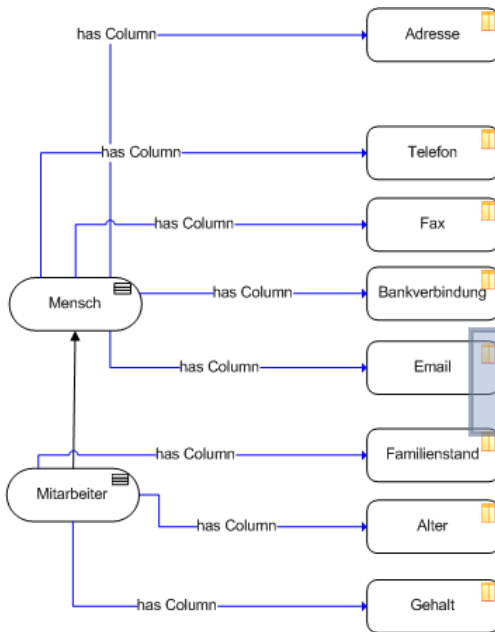 has Column
Adresse
has Column
Telefon
has Column
Fax
Mensch
has Column
Bankverbindung
has Column
Email
has Column
Familienstand
Mitarbeiter
has Column
Alter
has Column
Gehalt